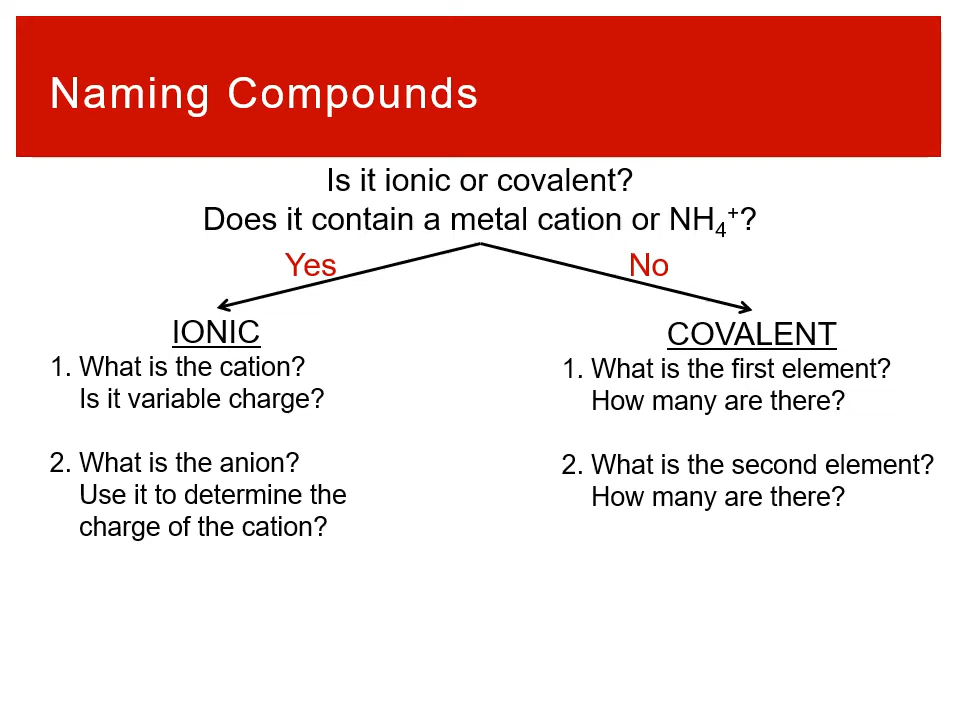 Naming Compounds
Is it ionic or covalent?
Does it contain a metal cation or NH₄⁺?
Yes
No
IONIC
1. What is the cation?
Is it variable charge?
2. What is the anion?
Use it to determine the
charge of the cation?
COVALENT
1. What is the first element?
How many are there?
2. What is the second element?
How many are there?